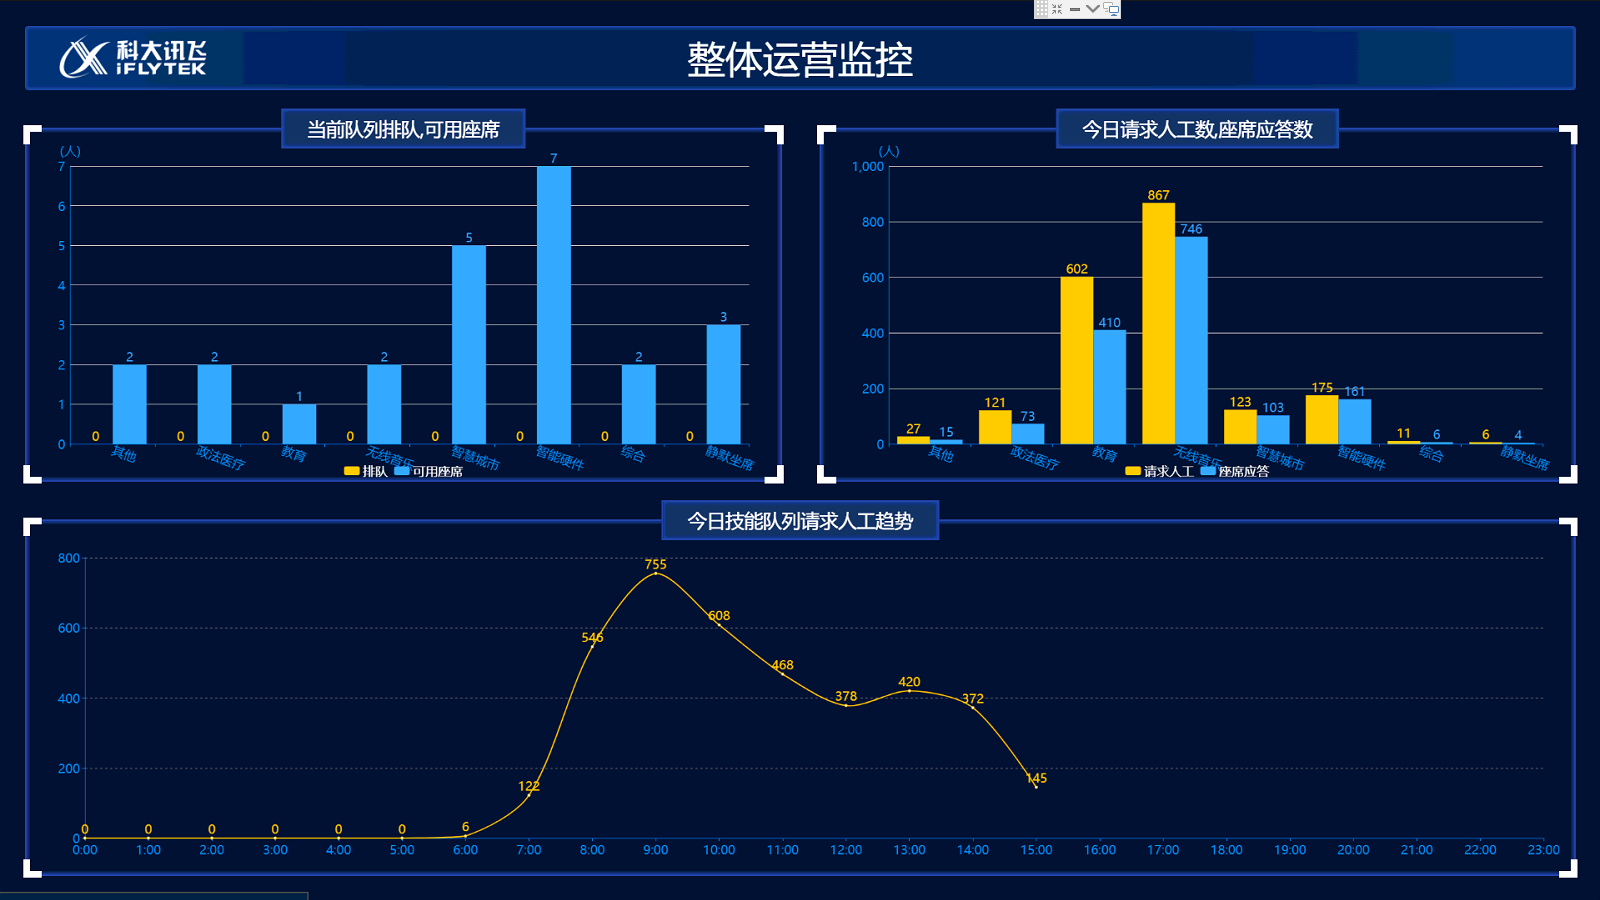 科大讯飞
iFLYTEK
整体运营监控
当前队列排队,可用座席
(人)
7
6
5
4
3
2
1
0
0 2 0 2 0 1 0 2 0 5 0 7 0 2 0 3
其他 政法医疗 教育 无线音乐 智慧城市 智能硬件 综合 静默坐席
排队 可用座席
今日请求人工数,座席应答数
(人)
1,000
800
600
400
200
0
27 15 121 73 602 410 867 746 123 103 175 161 11 6 6 4
其他 政法医疗 教育 无线音乐 智慧城市 智能硬件 综合 静默坐席
请求人工 座席应答
今日技能队列请求人工趋势
800
600
400
200
0
0 0 0 0 0 0 6 122 546 755 608 468 378 420 372 145
0:00 1:00 2:00 3:00 4:00 5:00 6:00 7:00 8:00 9:00 10:00 11:00 12:00 13:00 14:00 15:00 16:00 17:00 18:00 19:00 20:00 21:00 22:00 23:00